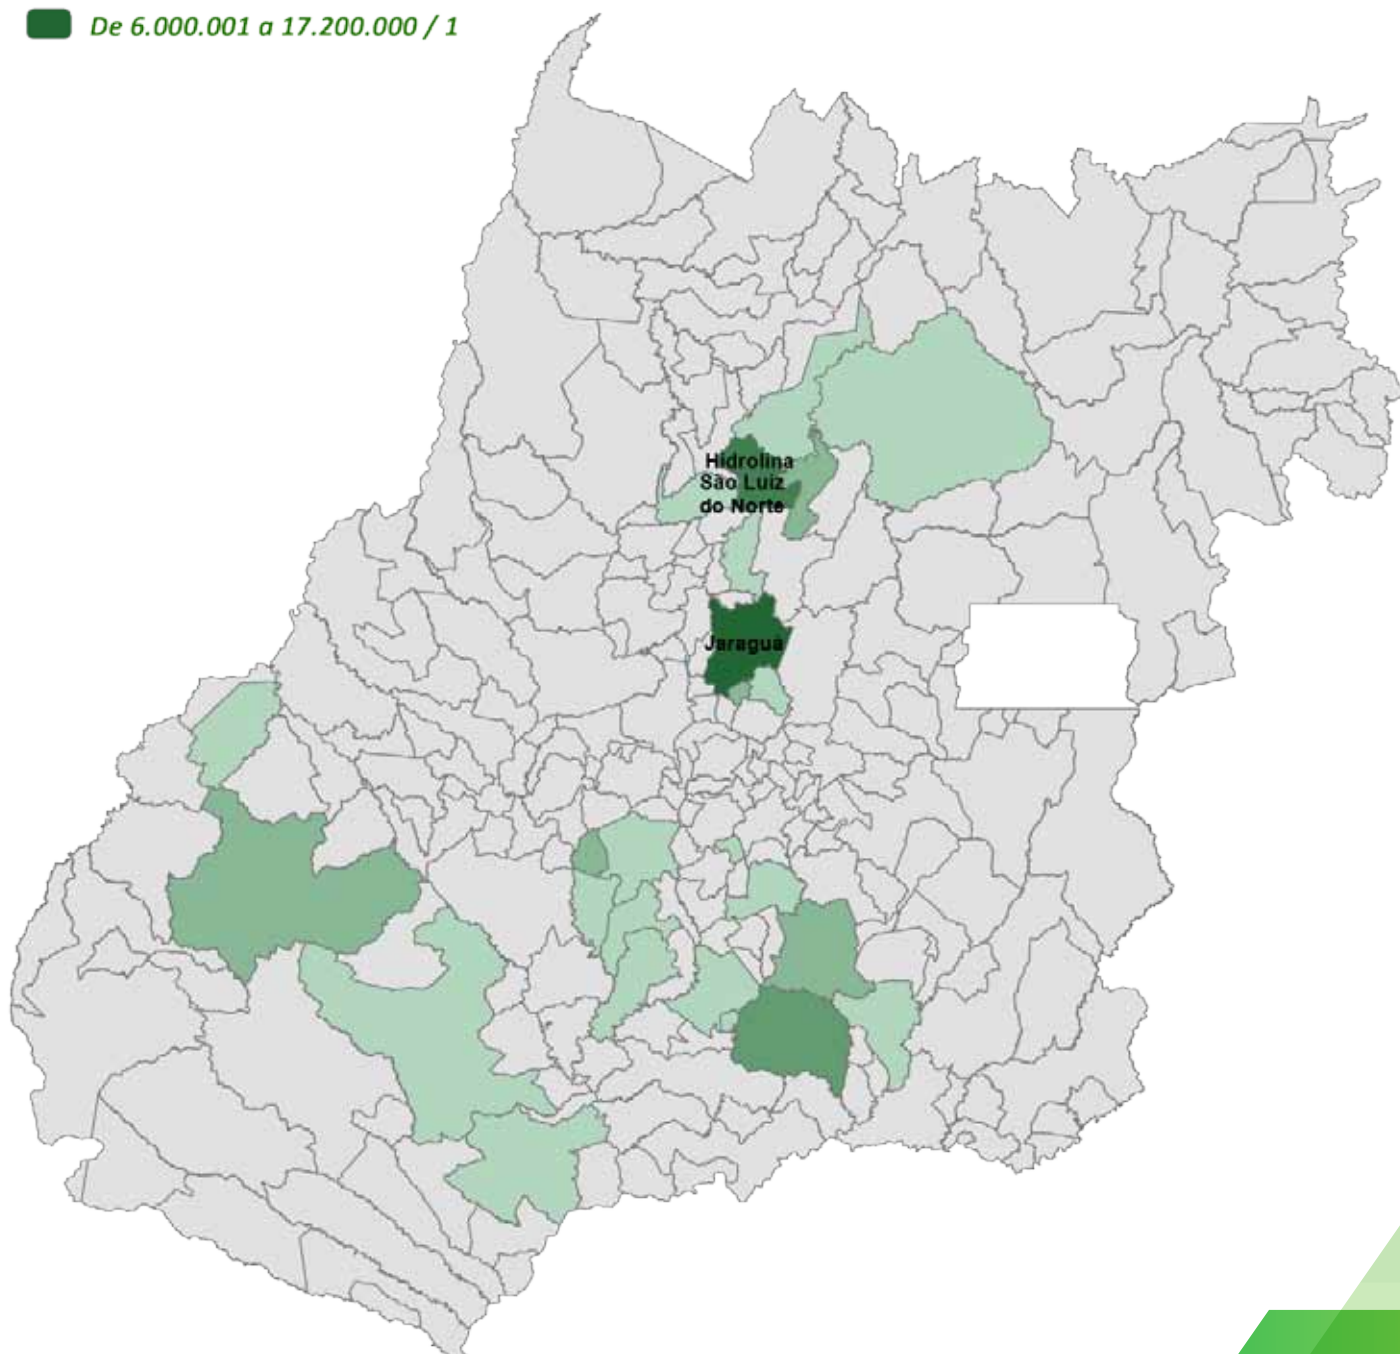 De 6.000.001 a 17.200.000 / 1
Hidrolina
São Luiz
do Norte
Jaraguá